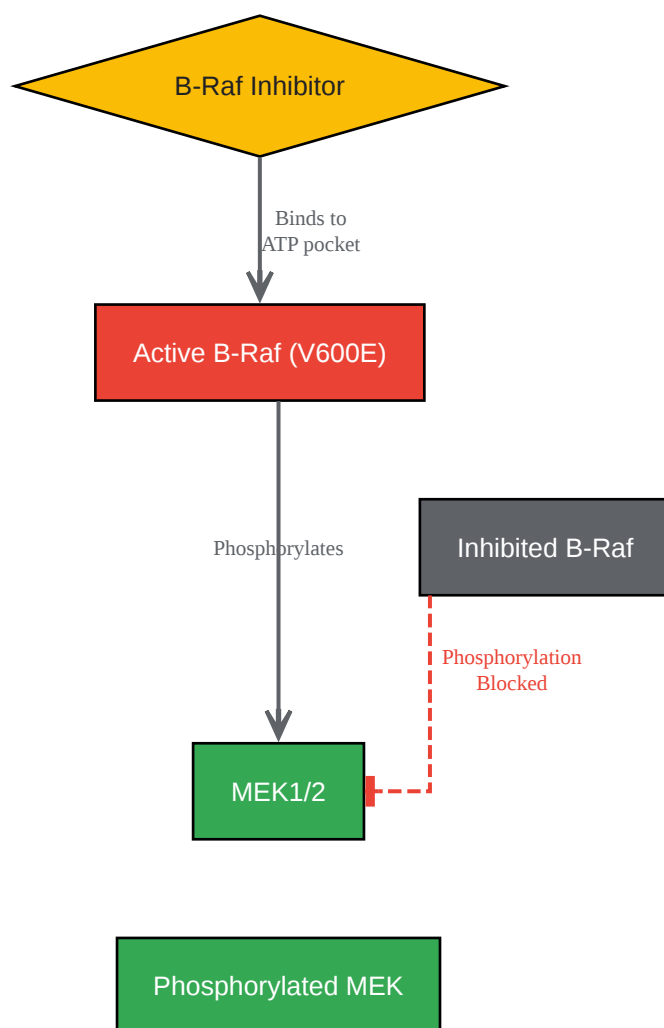 B-Raf Inhibitor
Binds to
ATP pocket
Active B-Raf (V600E)
Phosphorylates
Inhibited B-Raf
Phosphorylation
Blocked
MEK1/2
Phosphorylated MEK